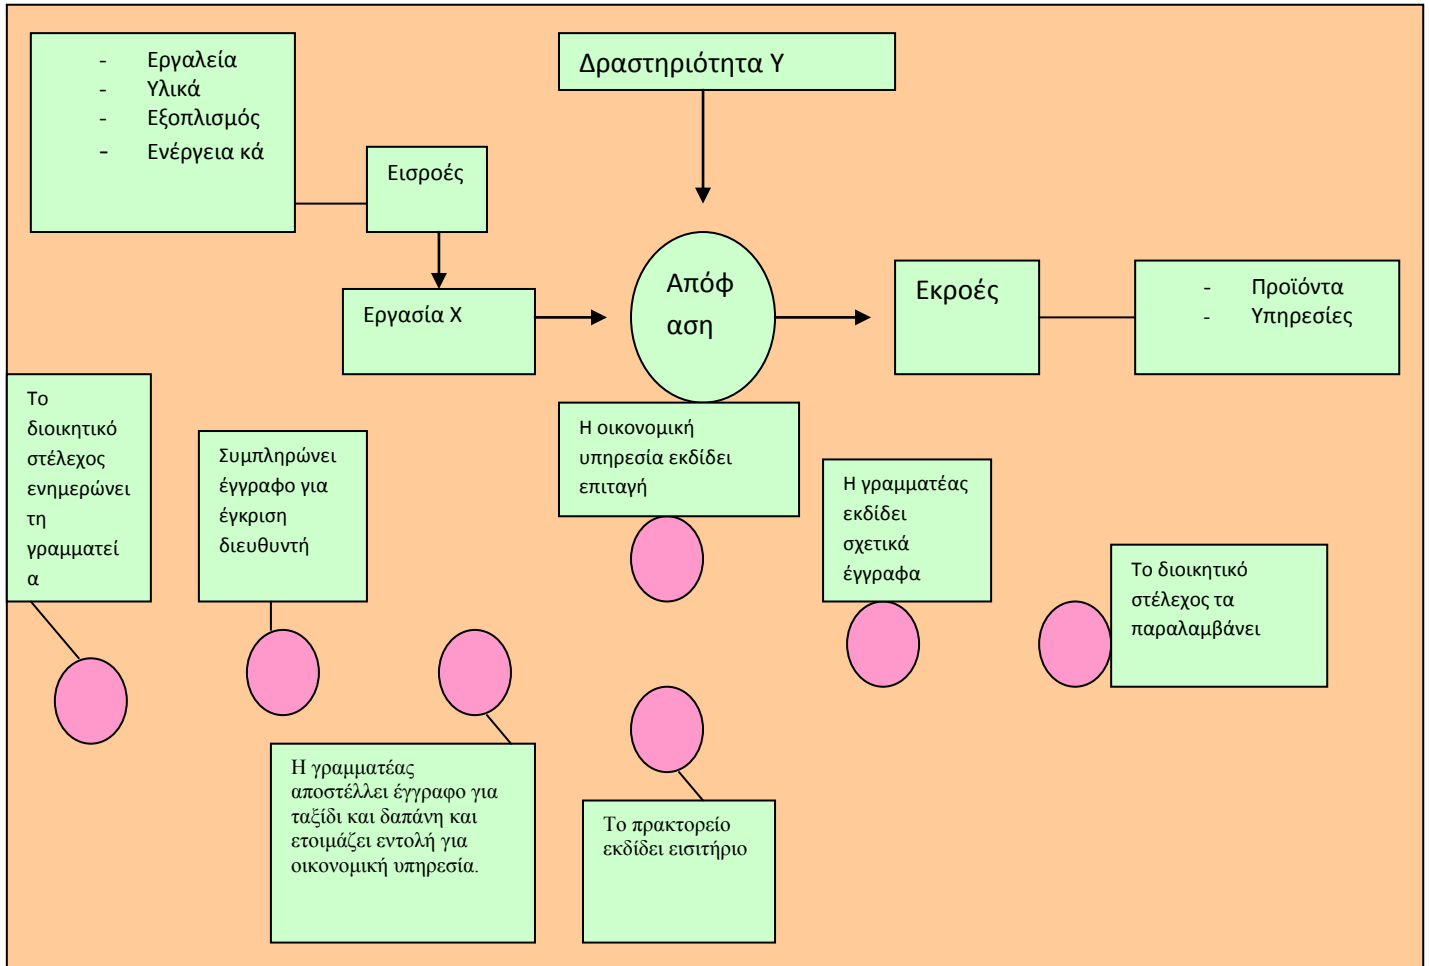 - Εργαλεία
- Υλικά
- Εξοπλισμός
- Ενέργεια κά
Δραστηριότητα Υ
Εισροές
Εργασία Χ
Απόφ
αση
Εκροές
- Προϊόντα
- Υπηρεσίες
Το
διοικητικό
στέλεχος
ενημερώνει
τη
γραμματεί
α
Συμπληρώνει
έγγραφο για
έγκριση
διευθυντή
Η οικονομική
υπηρεσία εκδίδει
επιταγή
Η γραμματέας
εκδίδει
σχετικά
έγγραφα
Το διοικητικό
στέλεχος τα
παραλαμβάνει
Η γραμματέας
αποστέλλει έγγραφο για
ταξίδι και δαπάνη και
ετοιμάζει εντολή για
οικονομική υπηρεσία.
Το πρακτορείο
εκδίδει εισιτήριο